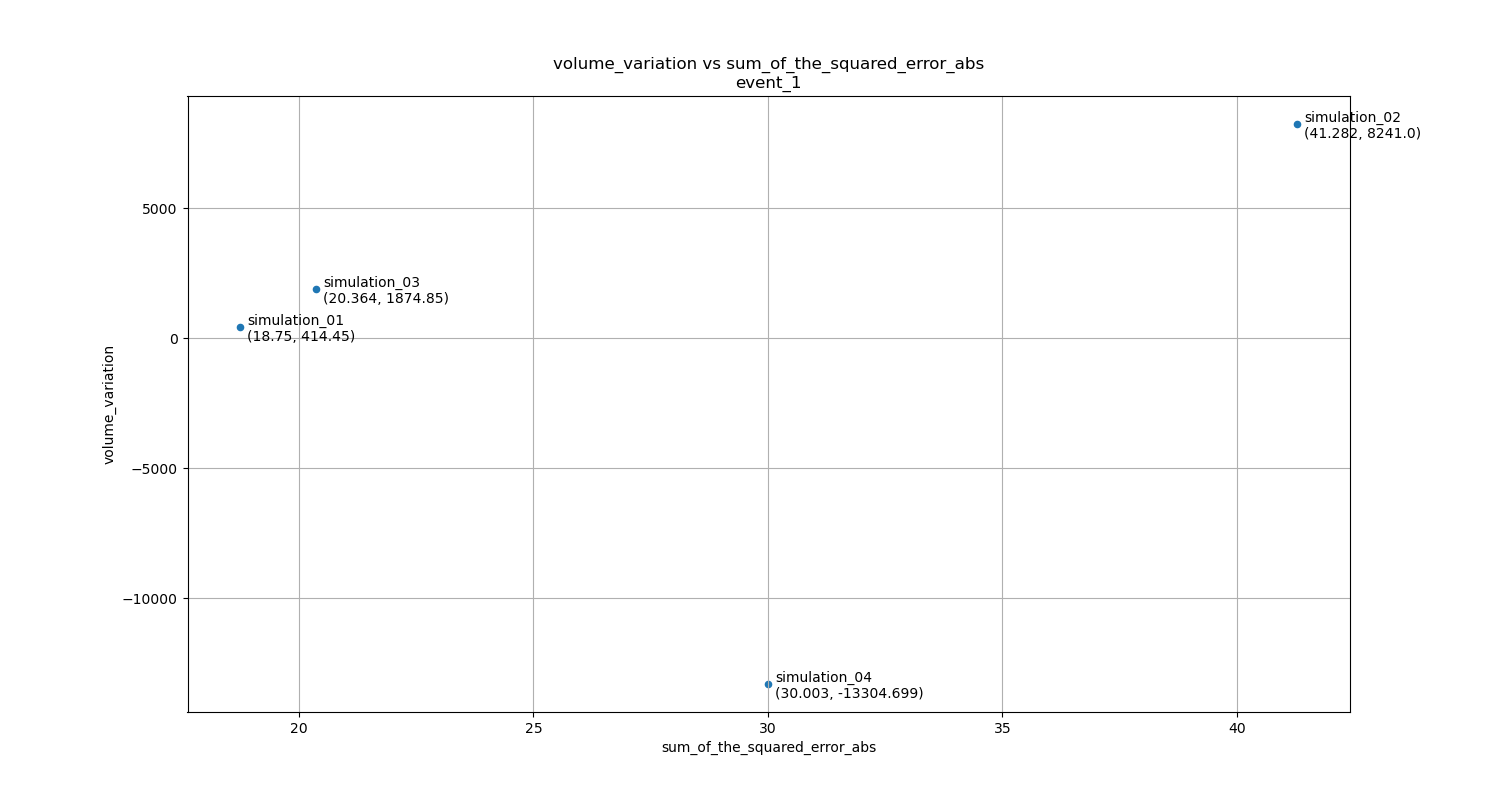 volume_variation vs sum_of_the_squared_error_abs
event_1
simulation_02
(41.282, 8241.0)
5000
simulation_03
(20.364, 1874.85)
simulation_01
(18.75, 414.45)
0
volume_variation
−5000
−10000
simulation_04
(30.003, -13304.699)
20
25
30
35
40
sum_of_the_squared_error_abs